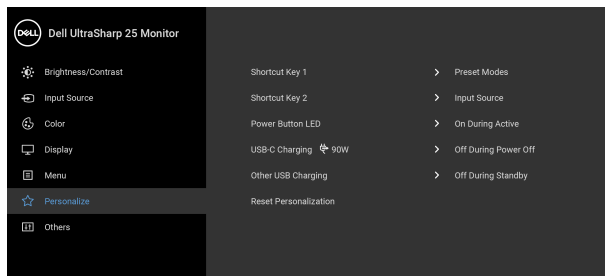 DELL Dell UltraSharp 25 Monitor
Brightness/Contrast Shortcut Key 1 Preset Modes
Input Source Shortcut Key 2 Input Source
Color Power Button LED On During Active
Display USB-C Charging 90W Off During Power Off
Menu Other USB Charging Off During Standby
Personalize Reset Personalization
Others